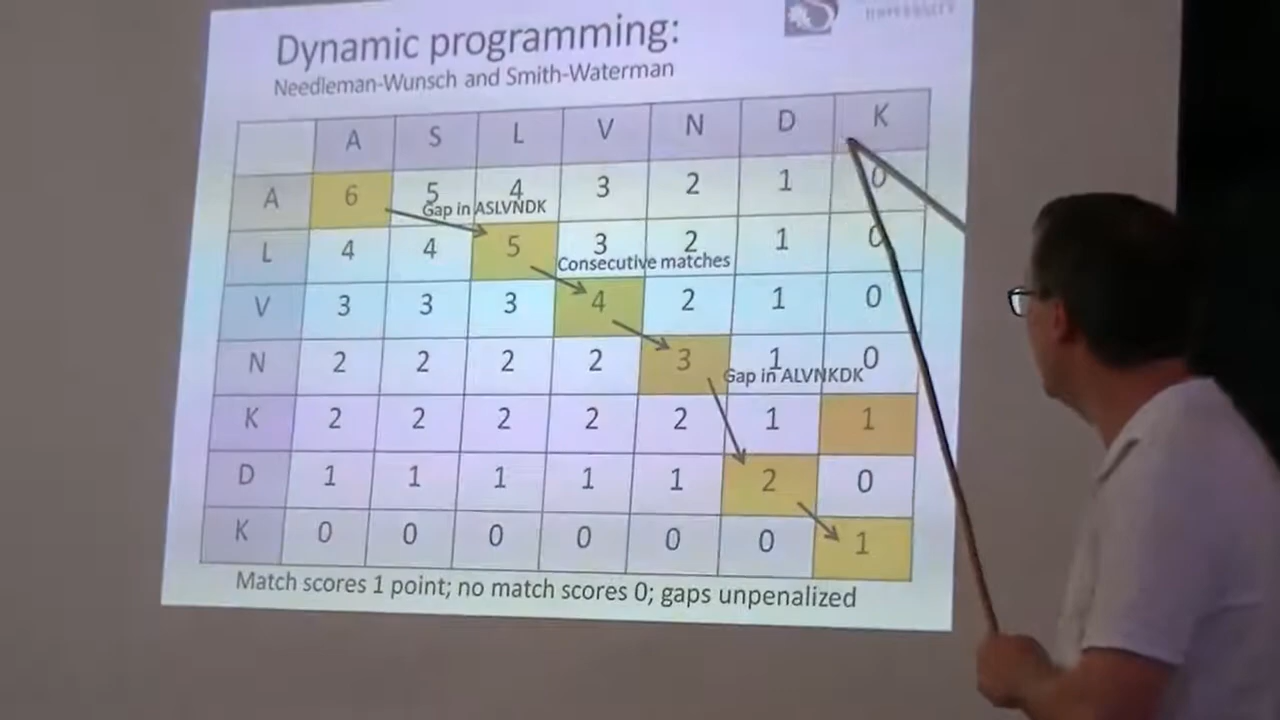 UNIVERSITY
Dynamic programming:
Needleman-Wunsch and Smith-Waterman
A S L V N D K
A 6 5 4 3 2 1 0
Gap in ASLVNDK
L 4 4 5 3 2 1 0
Consecutive matches
V 3 3 3 4 2 1 0
N 2 2 2 2 3 1 0
Gap in ALVNKDK
K 2 2 2 2 2 1 1
D 1 1 1 1 1 2 0
K 0 0 0 0 0 0 1
Match scores 1 point; no match scores 0; gaps unpenalized